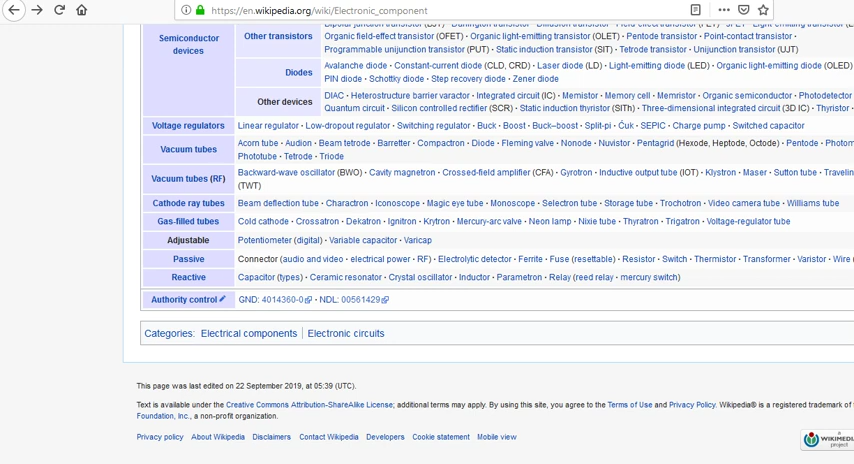 https://en.wikipedia.org/wiki/Electronic_component
Semiconductor
devices
Other transistors
Organic field-effect transistor (OFET) · Organic light-emitting transistor (OLET) · Pentode transistor · Point-contact transistor ·
Programmable unijunction transistor (PUT) · Static induction transistor (SIT) · Tetrode transistor · Unijunction transistor (UJT)
Diodes
Avalanche diode · Constant-current diode (CLD, CRD) · Laser diode (LD) · Light-emitting diode (LED) · Organic light-emitting diode (OLED)
PIN diode · Schottky diode · Step recovery diode · Zener diode
Other devices
DIAC · Heterostructure barrier varactor · Integrated circuit (IC) · Memistor · Memory cell · Memristor · Organic semiconductor · Photodetector
Quantum circuit · Silicon controlled rectifier (SCR) · Static induction thyristor (SITh) · Three-dimensional integrated circuit (3D IC) · Thyristor ·
Voltage regulators
Linear regulator · Low-dropout regulator · Switching regulator · Buck · Boost · Buck–boost · Split-pi · Ćuk · SEPIC · Charge pump · Switched capacitor
Vacuum tubes
Acorn tube · Audion · Beam tetrode · Barretter · Compactron · Diode · Fleming valve · Nonode · Nuvistor · Pentagrid (Hexode, Heptode, Octode) · Pentode · Photom
Phototube · Tetrode · Triode
Vacuum tubes (RF)
Backward-wave oscillator (BWO) · Cavity magnetron · Crossed-field amplifier (CFA) · Gyrotron · Inductive output tube (IOT) · Klystron · Maser · Sutton tube · Travelin
(TWT)
Cathode ray tubes
Beam deflection tube · Charactron · Iconoscope · Magic eye tube · Monoscope · Selectron tube · Storage tube · Trochotron · Video camera tube · Williams tube
Gas-filled tubes
Cold cathode · Crossatron · Dekatron · Ignitron · Krytron · Mercury-arc valve · Neon lamp · Nixie tube · Thyratron · Trigatron · Voltage-regulator tube
Adjustable
Potentiometer (digital) · Variable capacitor · Varicap
Passive
Connector (audio and video · electrical power · RF) · Electrolytic detector · Ferrite · Fuse (resettable) · Resistor · Switch · Thermistor · Transformer · Varistor · Wire
Reactive
Capacitor (types) · Ceramic resonator · Crystal oscillator · Inductor · Parametron · Relay (reed relay · mercury switch)
Authority control
GND: 4014360-0 · NDL: 00561429
Categories: Electrical components | Electronic circuits
This page was last edited on 22 September 2019, at 05:39 (UTC).
Text is available under the Creative Commons Attribution-ShareAlike License; additional terms may apply. By using this site, you agree to the Terms of Use and Privacy Policy. Wikipedia® is a registered trademark of
Foundation, Inc., a non-profit organization.
Privacy policy About Wikipedia Disclaimers Contact Wikipedia Developers Cookie statement Mobile view
A
WIKIMEDI
project